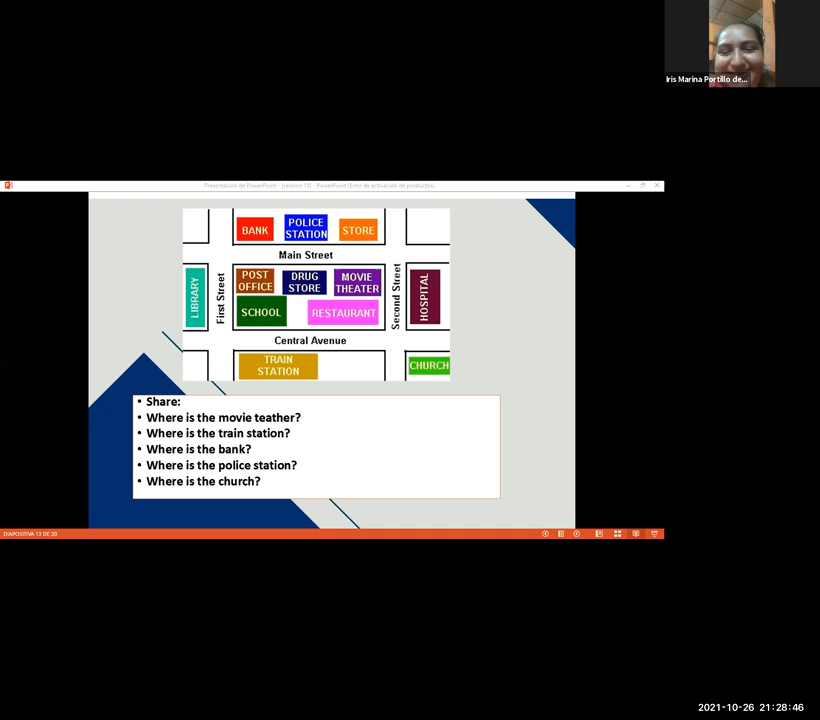 Iris Marina Portillo de...
Presentación de PowerPoint - [session 13] - PowerPoint (Error de activación de productos)
BANK
POLICE
STATION
STORE
Main Street
LIBRARY
First Street
POST
OFFICE
DRUG
STORE
MOVIE
THEATER
SCHOOL
RESTAURANT
Second Street
HOSPITAL
Central Avenue
TRAIN
STATION
CHURCH
• Share:
• Where is the movie teather?
• Where is the train station?
• Where is the bank?
• Where is the police station?
• Where is the church?
DIAPOSITIVA 13 DE 20
2021-10-26 21:28:46